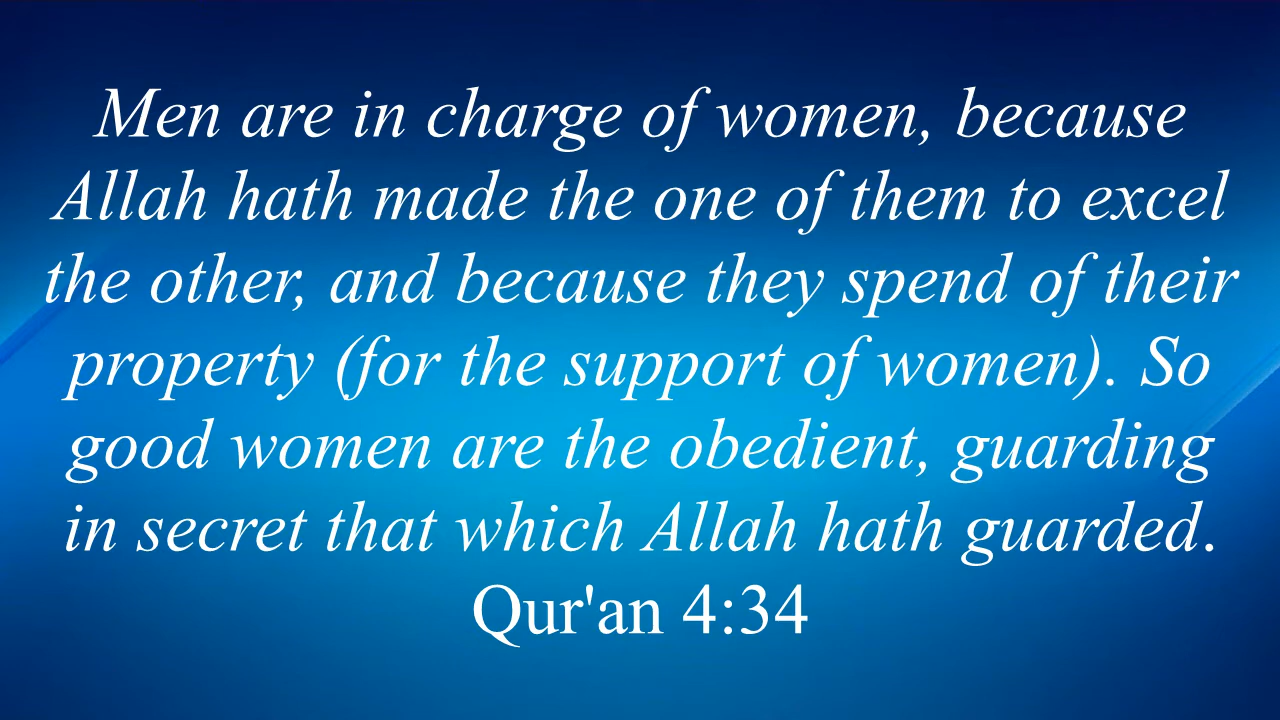 Men are in charge of women, because
Allah hath made the one of them to excel
the other, and because they spend of their
property (for the support of women). So
good women are the obedient, guarding
in secret that which Allah hath guarded.
Qur'an 4:34